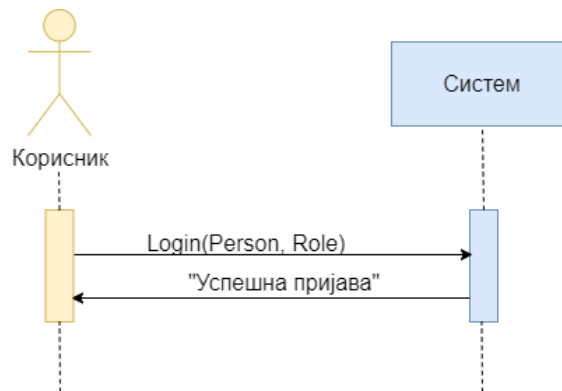 Систем
Корисник
Login(Person, Role)
"Успешна пријава"